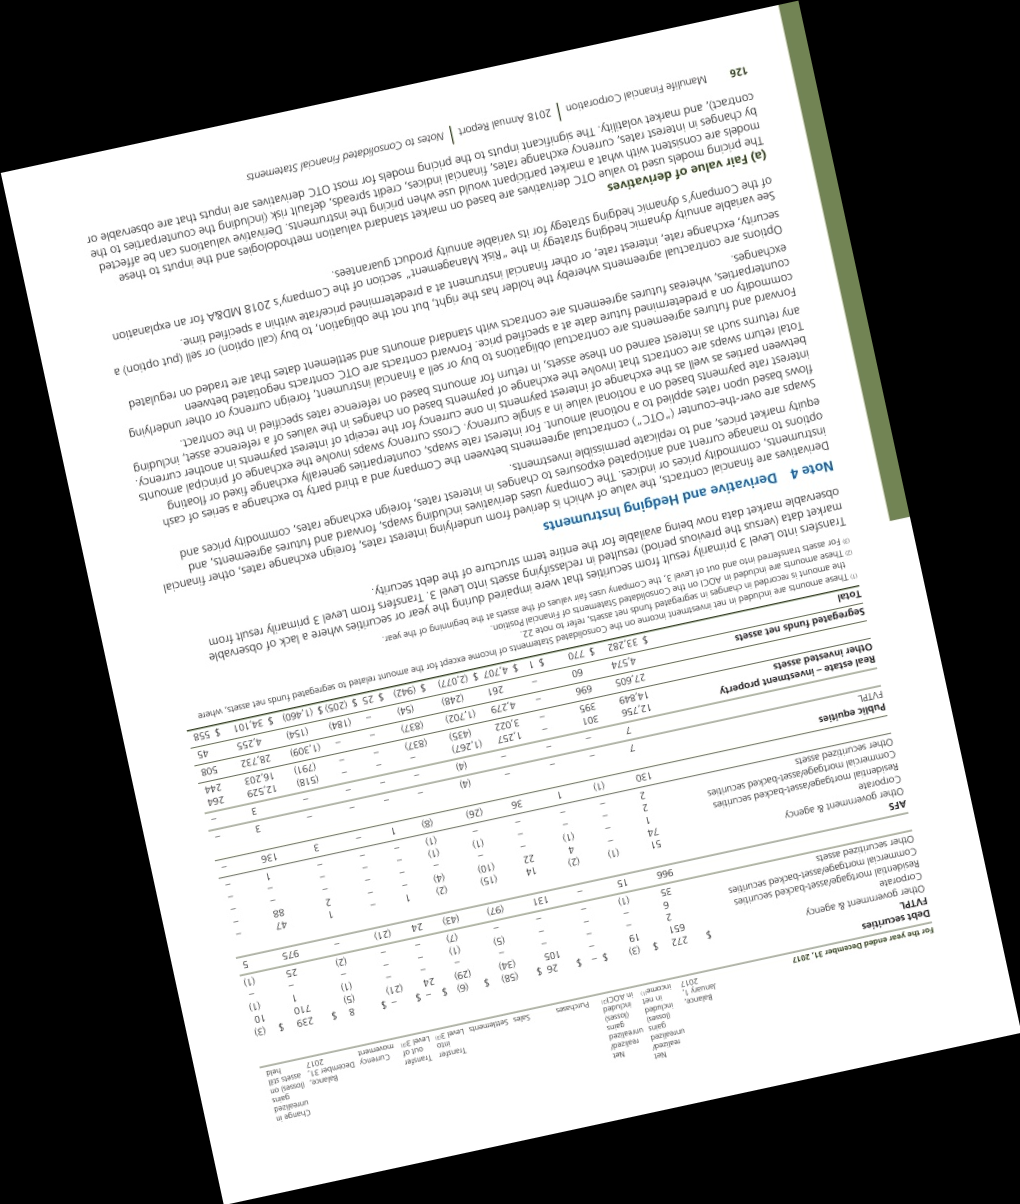 For the year ended December 31, 2017
Balance, January 1, 2017
Net realized/ unrealized gains (losses) included in net income(1)
Net realized/ unrealized gains (losses) included in AOCI(2)
Purchases
Sales
Settlements
Transfer into Level 3(3)
Transfer out of Level 3(3)
Currency movement
Balance, December 31, 2017
Change in unrealized gains (losses) on assets still held
Debt securities
FVTPL
Other government & agency $ 272 $ (3) $ – $ 26 $ (58) $ (6) $ – $ – $ 8 $ 239 $ (3)
Corporate 651 19 – 105 (34) (29) 24 (21) (5) 710 10
Residential mortgage/asset-backed securities 2 – – – – – – – (1) 1 (1)
Commercial mortgage/asset-backed securities 6 – – – (5) (1) – – – – –
Other securitized assets 35 (1) – – – (7) – – (2) 25 (1)
966 15 – 131 (97) (43) 24 (21) – 975 5
AFS
Other government & agency 51 (1) (2) 14 (15) (2) 1 – 1 47 –
Corporate 74 – 4 22 (10) (4) – – 2 88 –
Residential mortgage/asset-backed securities 1 – (1) – – – – – – – –
Commercial mortgage/asset-backed securities 2 – – – (1) (1) – – – – –
Other securitized assets 2 – – – – (1) – – – 1 –
130 (1) 1 36 (26) (8) 1 – 3 136 –
Public equities
FVTPL 7 – – – (4) – – – – 3 –
7 – – – (4) – – – – 3 –
Real estate – investment property 12,756 301 – 1,257 (1,267) – – – (518) 12,529 264
Other invested assets 14,849 395 – 3,022 (435) (837) – – (791) 16,203 244
27,605 696 – 4,279 (1,702) (837) – – (1,309) 28,732 508
Segregated funds net assets 4,574 60 – 261 (248) (54) – (184) (154) 4,255 45
Total $ 33,282 $ 770 $ 1 $ 4,707 $ (2,077) $ (942) $ 25 $ (205) $ (1,460) $ 34,101 $ 558
(1) These amounts are included in net investment income on the Consolidated Statements of Income except for the amount related to segregated funds net assets, where
the amount is recorded in changes in segregated funds net assets, refer to note 22.
(2) These amounts are included in AOCI on the Consolidated Statements of Financial Position.
(3) For assets transferred into and out of Level 3, the Company uses fair values of the assets at the beginning of the year.
Transfers into Level 3 primarily result from securities that were impaired during the year or securities where a lack of observable
market data (versus the previous period) resulted in reclassifying assets into Level 3. Transfers from Level 3 primarily result from
observable market data now being available for the entire term structure of the debt security.
Note 4 Derivative and Hedging Instruments
Derivatives are financial contracts, the value of which is derived from underlying interest rates, foreign exchange rates, other financial
instruments, commodity prices or indices. The Company uses derivatives including swaps, forward and futures agreements, and
options to manage current and anticipated exposures to changes in interest rates, foreign exchange rates, commodity prices and
equity market prices, and to replicate permissible investments.
Swaps are over-the-counter (“OTC”) contractual agreements between the Company and a third party to exchange a series of cash
flows based upon rates applied to a notional amount. For interest rate swaps, counterparties generally exchange fixed or floating
interest rate payments based on a notional value in a single currency. Cross currency swaps involve the exchange of principal amounts
between parties as well as the exchange of interest payments in one currency for the receipt of interest payments in another currency.
Total return swaps are contracts that involve the exchange of payments based on changes in the values of a reference asset, including
any returns such as interest earned on these assets, in return for amounts based on reference rates specified in the contract.
Forward and futures agreements are contractual obligations to buy or sell a financial instrument, foreign currency or other underlying
commodity on a predetermined future date at a specified price. Forward contracts are OTC contracts negotiated between
counterparties, whereas futures agreements are contracts with standard amounts and settlement dates that are traded on regulated
exchanges.
Options are contractual agreements whereby the holder has the right, but not the obligation, to buy (call option) or sell (put option) a
security, exchange rate, interest rate, or other financial instrument at a predetermined price/rate within a specified time.
See variable annuity dynamic hedging strategy in the “Risk Management” section of the Company’s 2018 MD&A for an explanation
of the Company’s dynamic hedging strategy for its variable annuity product guarantees.
(a) Fair value of derivatives
The pricing models used to value OTC derivatives are based on market standard valuation methodologies and the inputs to these
models are consistent with what a market participant would use when pricing the instruments. Derivative valuations can be affected
by changes in interest rates, currency exchange rates, financial indices, credit spreads, default risk (including the counterparties to the
contract), and market volatility. The significant inputs to the pricing models for most OTC derivatives are inputs that are observable or
126 Manulife Financial Corporation | 2018 Annual Report | Notes to Consolidated Financial Statements